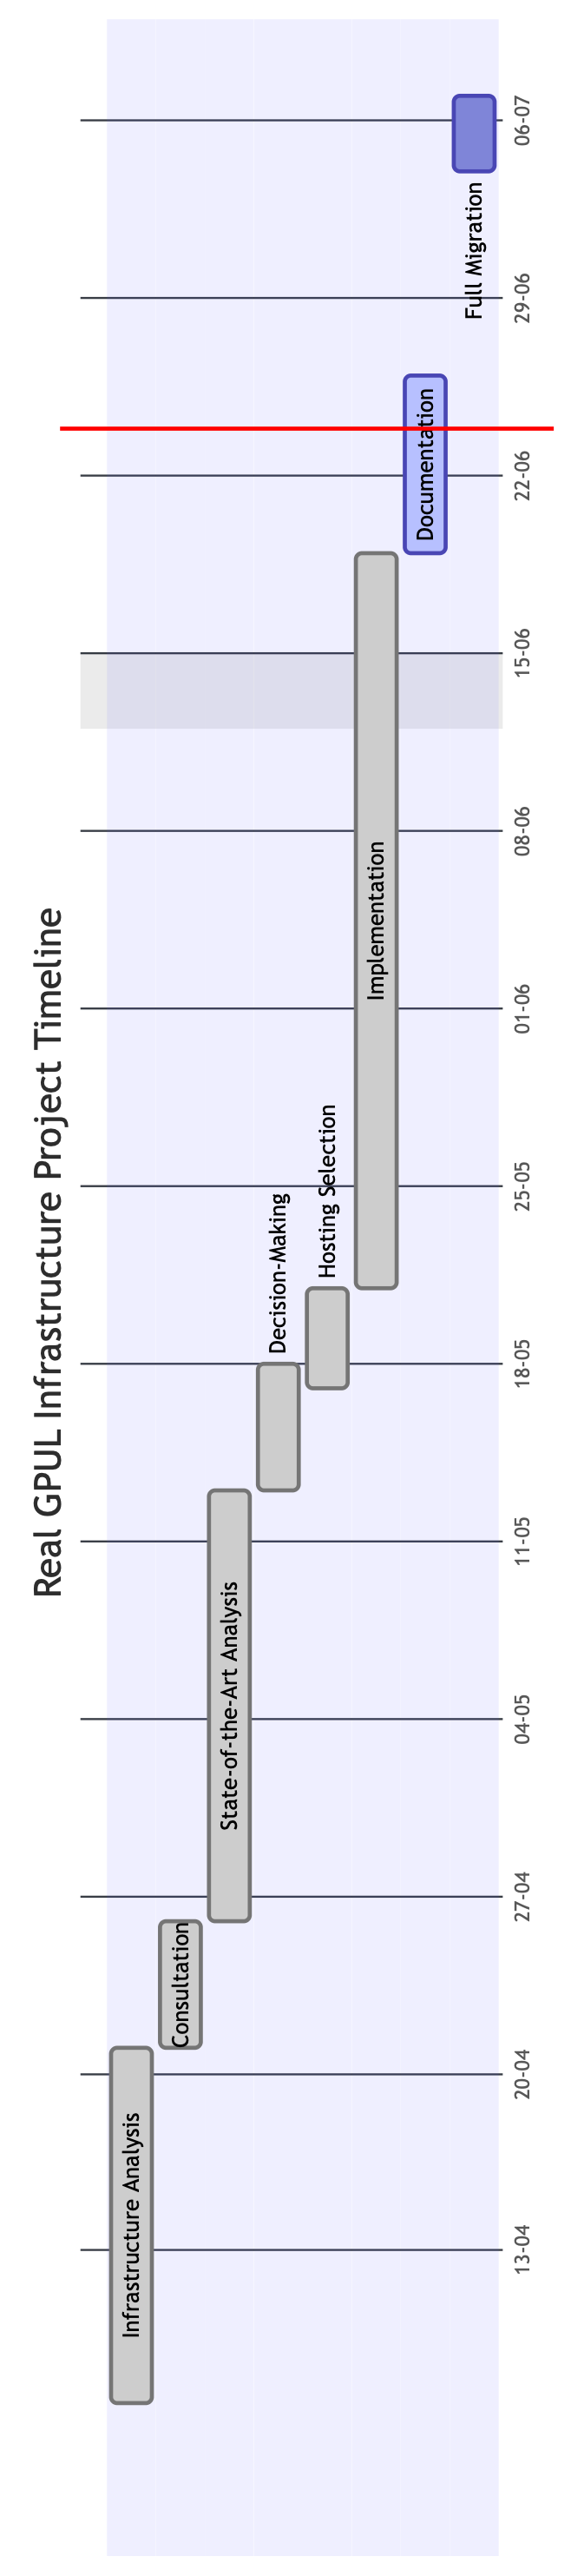 Real GPUL Infrastructure Project Timeline
Infrastructure Analysis
Consultation
State-of-the-Art Analysis
Decision-Making
Hosting Selection
Implementation
Documentation
Full Migration
13-04
20-04
27-04
04-05
11-05
18-05
25-05
01-06
08-06
15-06
22-06
29-06
06-07